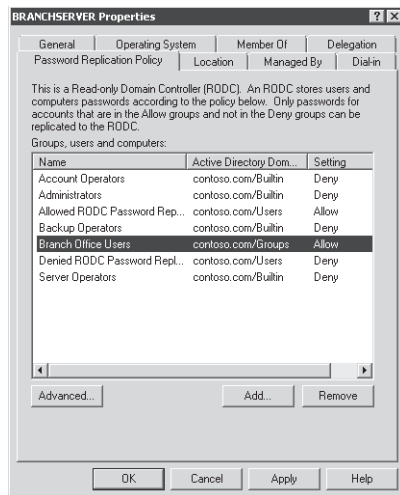 BRANCHSERVER Properties
General Operating System Member Of Delegation
Password Replication Policy Location Managed By Dial-in
This is a Read-only Domain Controller (RODC). An RODC stores users and
computers passwords according to the policy below. Only passwords for
accounts that are in the Allow groups and not in the Deny groups can be
replicated to the RODC.
Groups, users and computers:
Name Active Directory Dom... Setting
Account Operators contoso.com/Builtin Deny
Administrators contoso.com/Builtin Deny
Allowed RODC Password Rep... contoso.com/Users Allow
Backup Operators contoso.com/Builtin Deny
Branch Office Users contoso.com/Groups Allow
Denied RODC Password Repl... contoso.com/Users Deny
Server Operators contoso.com/Builtin Deny
Advanced... Add... Remove
OK Cancel Apply Help